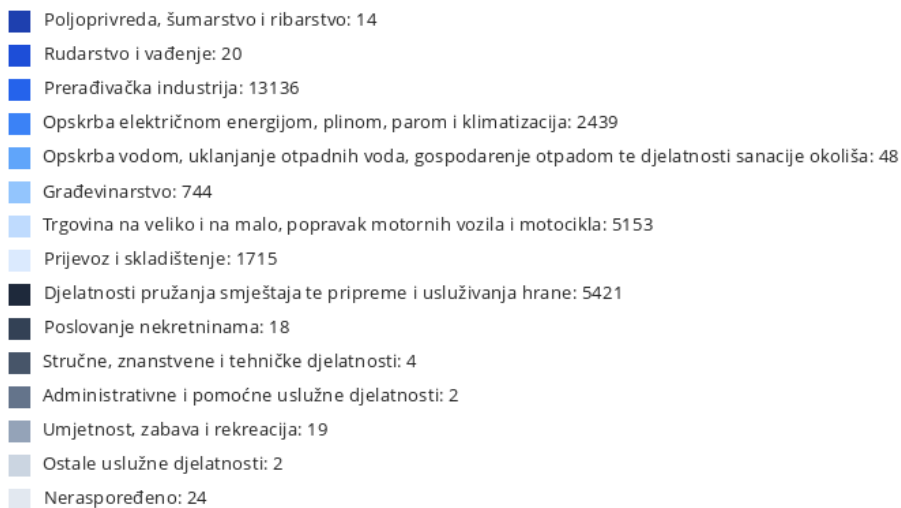 Poljoprivreda, šumarstvo i ribarstvo: 14
Rudarstvo i vađenje: 20
Prerađivačka industrija: 13136
Opskrba električnom energijom, plinom, parom i klimatizacija: 2439
Opskrba vodom, uklanjanje otpadnih voda, gospodarenje otpadom te djelatnosti sanacije okoliša: 48
Građevinarstvo: 744
Trgovina na veliko i na malo, popravak motornih vozila i motocikla: 5153
Prijevoz i skladištenje: 1715
Djelatnosti pružanja smještaja te pripreme i usluživanja hrane: 5421
Poslovanje nekretninama: 18
Stručne, znanstvene i tehničke djelatnosti: 4
Administrativne i pomoćne uslužne djelatnosti: 2
Umjetnost, zabava i rekreacija: 19
Ostale uslužne djelatnosti: 2
Neraspoređeno: 24